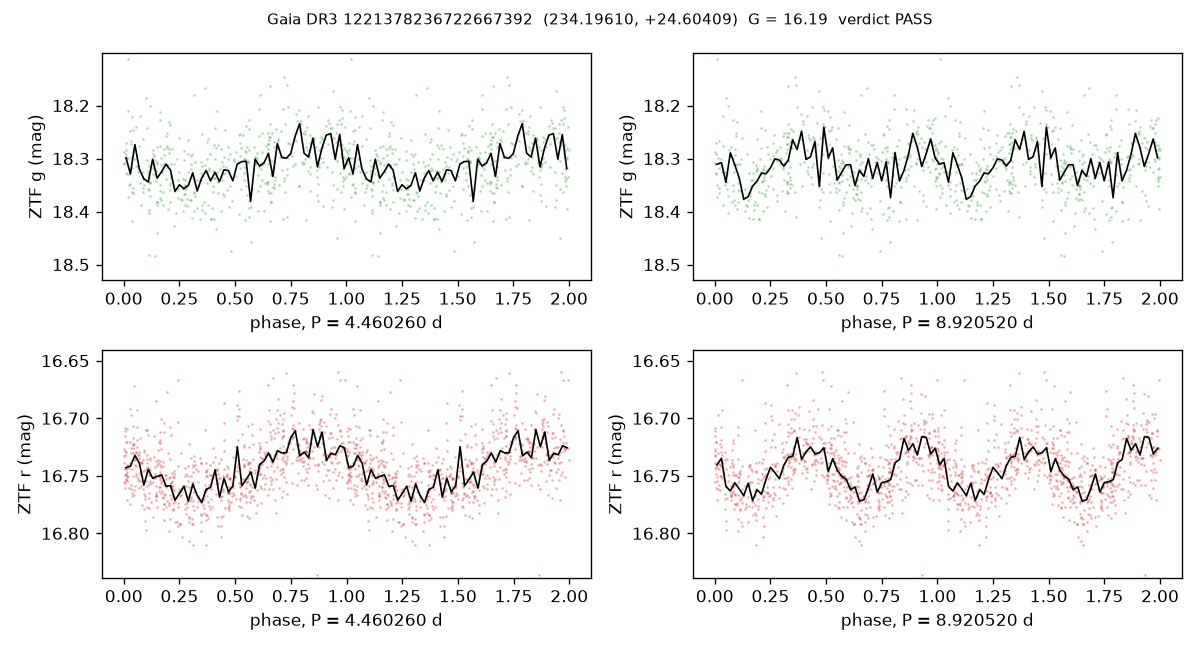 Gaia DR3 1221378236722667392  (234.19610, +24.60409)  G = 16.19  verdict PASS
ZTF g (mag)
18.2
18.3
18.4
18.5
0.00 0.25 0.50 0.75 1.00 1.25 1.50 1.75 2.00
phase, P = 4.460260 d
ZTF g (mag)
18.2
18.3
18.4
18.5
0.00 0.25 0.50 0.75 1.00 1.25 1.50 1.75 2.00
phase, P = 8.920520 d
ZTF r (mag)
16.65
16.70
16.75
16.80
0.00 0.25 0.50 0.75 1.00 1.25 1.50 1.75 2.00
phase, P = 4.460260 d
ZTF r (mag)
16.65
16.70
16.75
16.80
0.00 0.25 0.50 0.75 1.00 1.25 1.50 1.75 2.00
phase, P = 8.920520 d